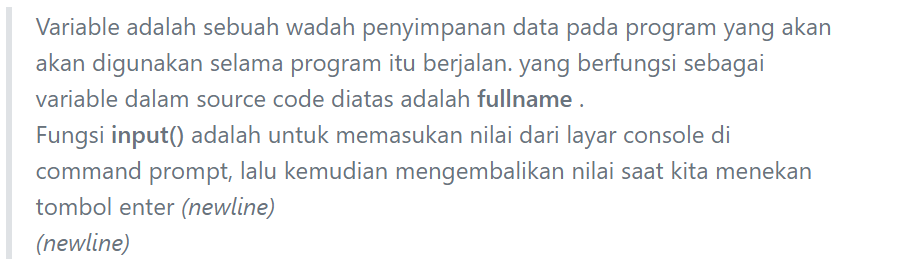 Variable adalah sebuah wadah penyimpanan data pada program yang akan
akan digunakan selama program itu berjalan. yang berfungsi sebagai
variable dalam source code diatas adalah fullname .
Fungsi input() adalah untuk memasukan nilai dari layar console di
command prompt, lalu kemudian mengembalikan nilai saat kita menekan
tombol enter (newline)
(newline)